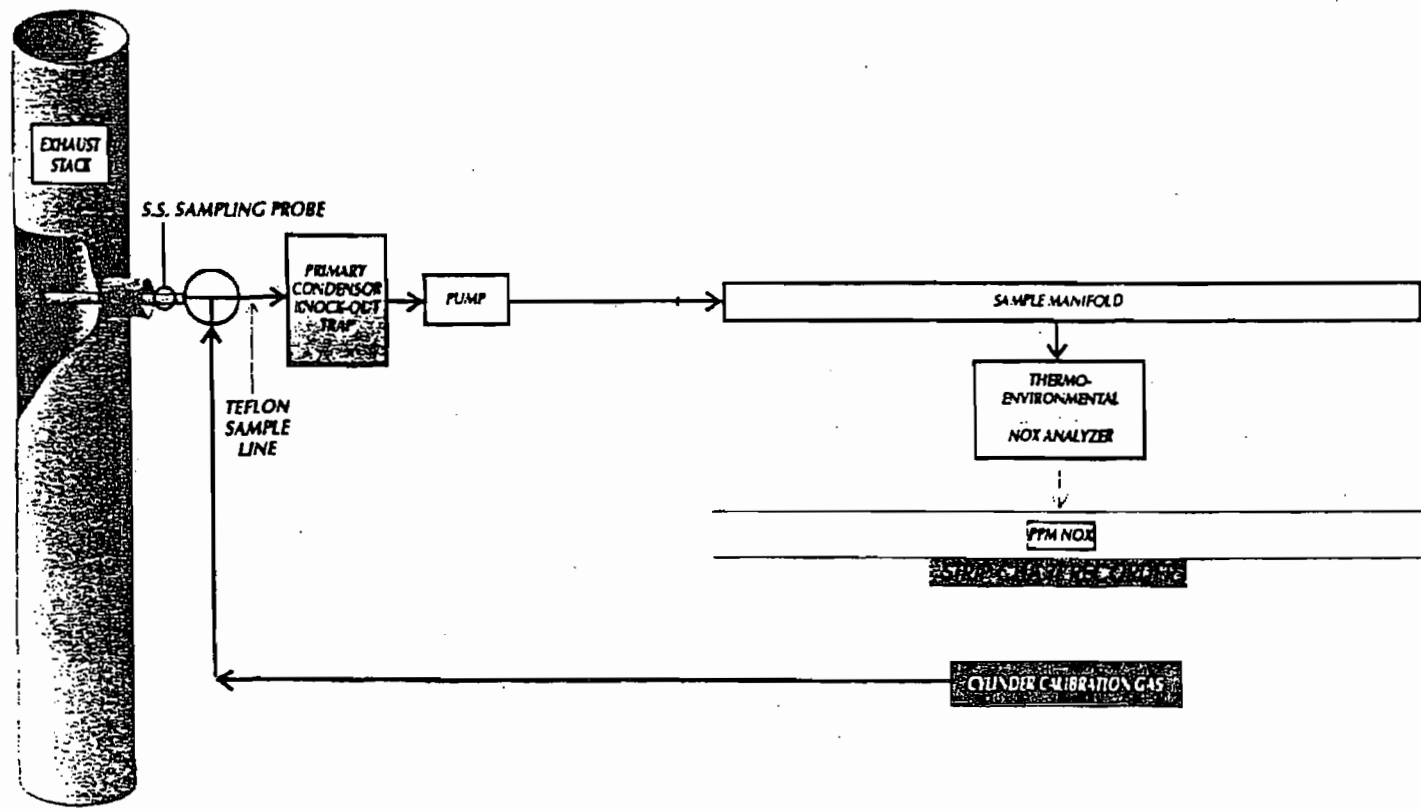 EXHAUST
STACK
S.S. SAMPLING PROBE
PRIMARY
CONDENSOR
KNOCK-OUT
TRAP
PUMP
SAMPLE MANIFOLD
TEFLON
SAMPLE
LINE
THERMO-
ENVIRONMENTAL
NOX ANALYZER
PPM NOX
CYLINDER CALIBRATION GAS